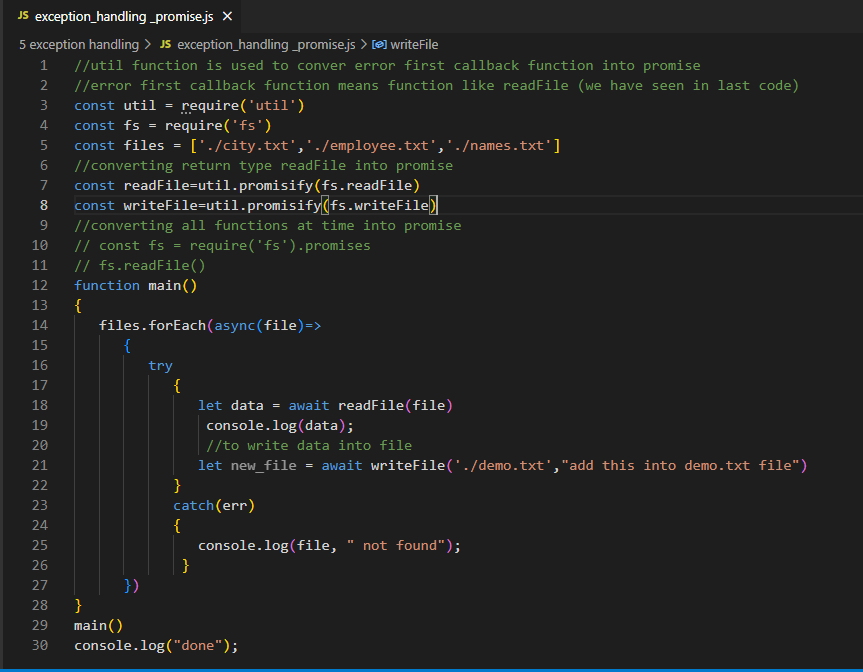 JS exception_handling _promise.js ×
5 exception handling > JS exception_handling _promise.js > writeFile
1 //util function is used to conver error first callback function into promise
2 //error first callback function means function like readFile (we have seen in last code)
3 const util = require('util')
4 const fs = require('fs')
5 const files = ['./city.txt','./employee.txt','./names.txt']
6 //converting return type readFile into promise
7 const readFile=util.promisify(fs.readFile)
8 const writeFile=util.promisify(fs.writeFile)
9 //converting all functions at time into promise
10 // const fs = require('fs').promises
11 // fs.readFile()
12 function main()
13 {
14 files.forEach(async(file)=>
15 {
16 try
17 {
18 let data = await readFile(file)
19 console.log(data);
20 //to write data into file
21 let new_file = await writeFile('./demo.txt',"add this into demo.txt file")
22 }
23 catch(err)
24 {
25 console.log(file, " not found");
26 }
27 })
28 }
29 main()
30 console.log("done");